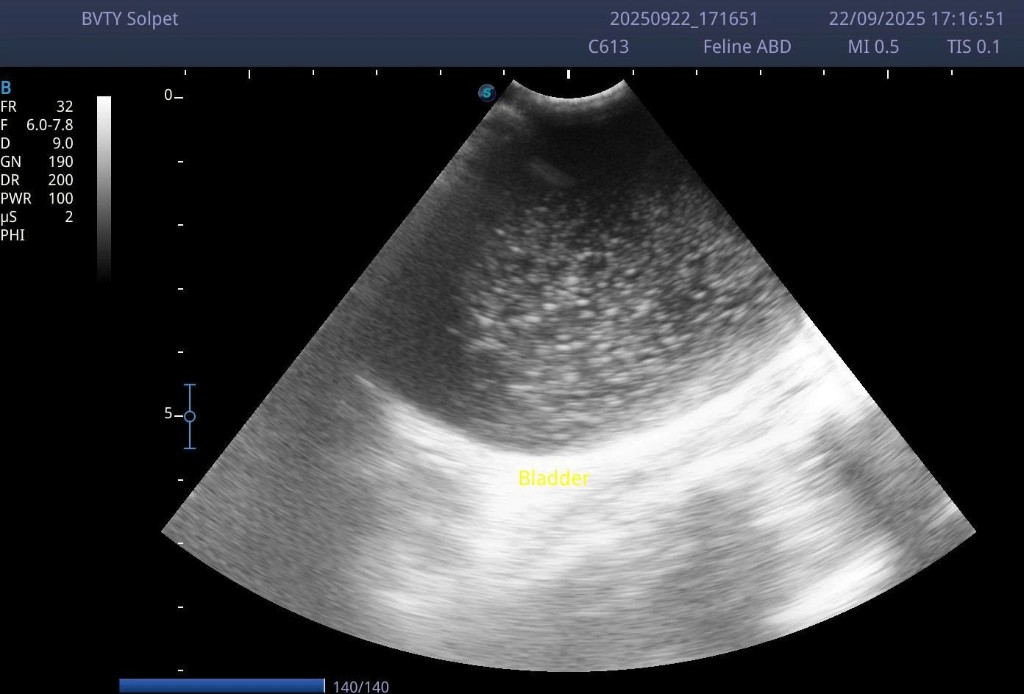 BVTY Solpet 20250922_171651 22/09/2025 17:16:51
C613 Feline ABD MI 0.5 TIS 0.1
B
FR 32
F 6.0-7.8
D 9.0
GN 190
DR 200
PWR 100
µS 2
PHI
0
S
5
Bladder
140/140